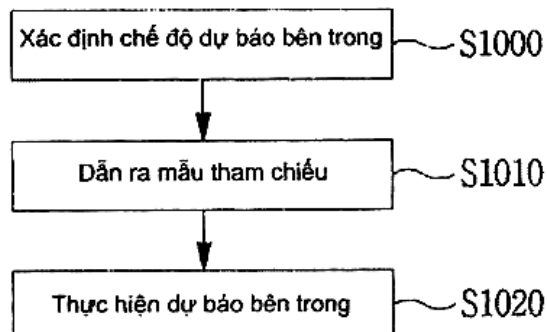 Xác định chế độ dự báo bên trong S1000
Dẫn ra mẫu tham chiếu S1010
Thực hiện dự báo bên trong S1020